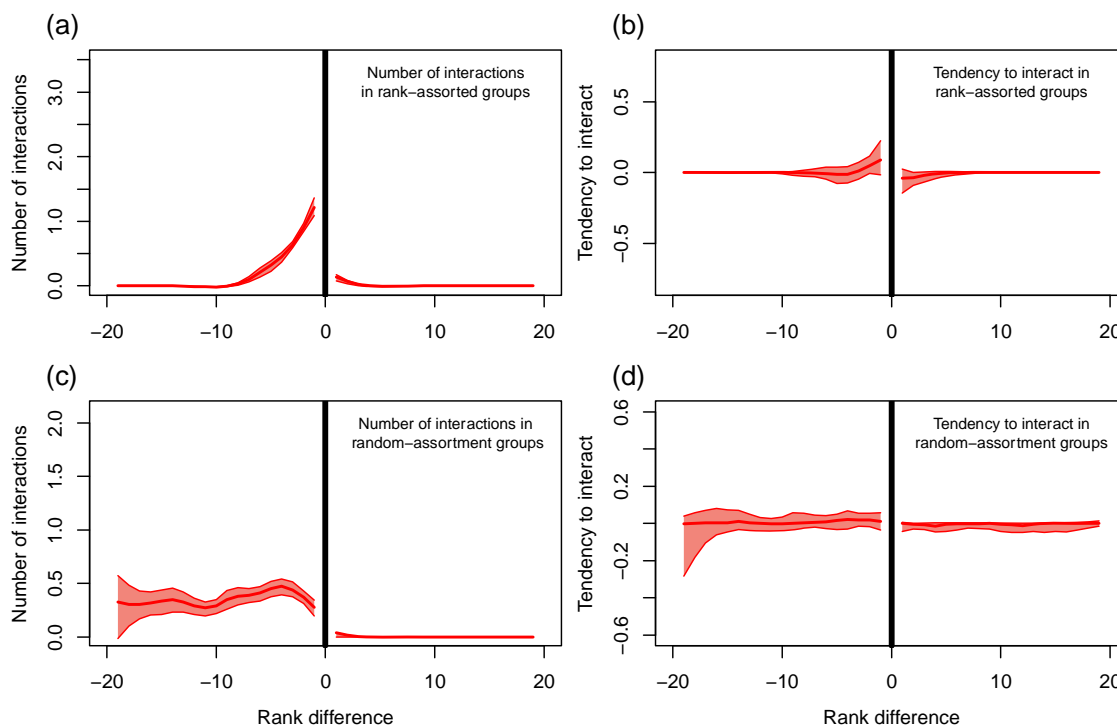 (a)
Number of interactions
0.0 1.0 2.0 3.0
Number of interactions
in rank−assorted groups
−20 −10 0 10 20
(b)
Tendency to interact
−0.5 0.0 0.5
Tendency to interact in
rank−assorted groups
−20 −10 0 10 20
(c)
Number of interactions
0.0 0.5 1.0 1.5 2.0
Number of interactions in
random−assortment groups
−20 −10 0 10 20
Rank difference
(d)
Tendency to interact
−0.6 −0.2 0.2 0.6
Tendency to interact in
random−assortment groups
−20 −10 0 10 20
Rank difference